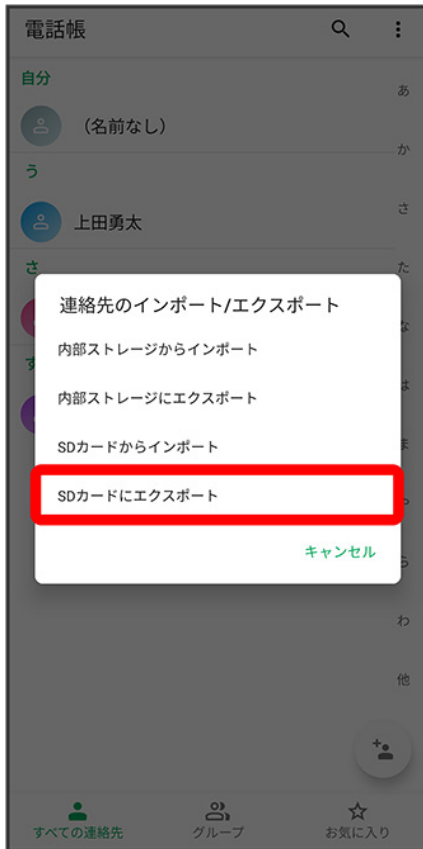 電話帳
自分
あ
（名前なし）
か
う
さ
上田勇太
さ
た
連絡先のインポート/エクスポート
な
内部ストレージからインポート
す
は
内部ストレージにエクスポート
SDカードからインポート
ま
SDカードにエクスポート
や
キャンセル
ら
わ
他
すべての連絡先
グループ
お気に入り